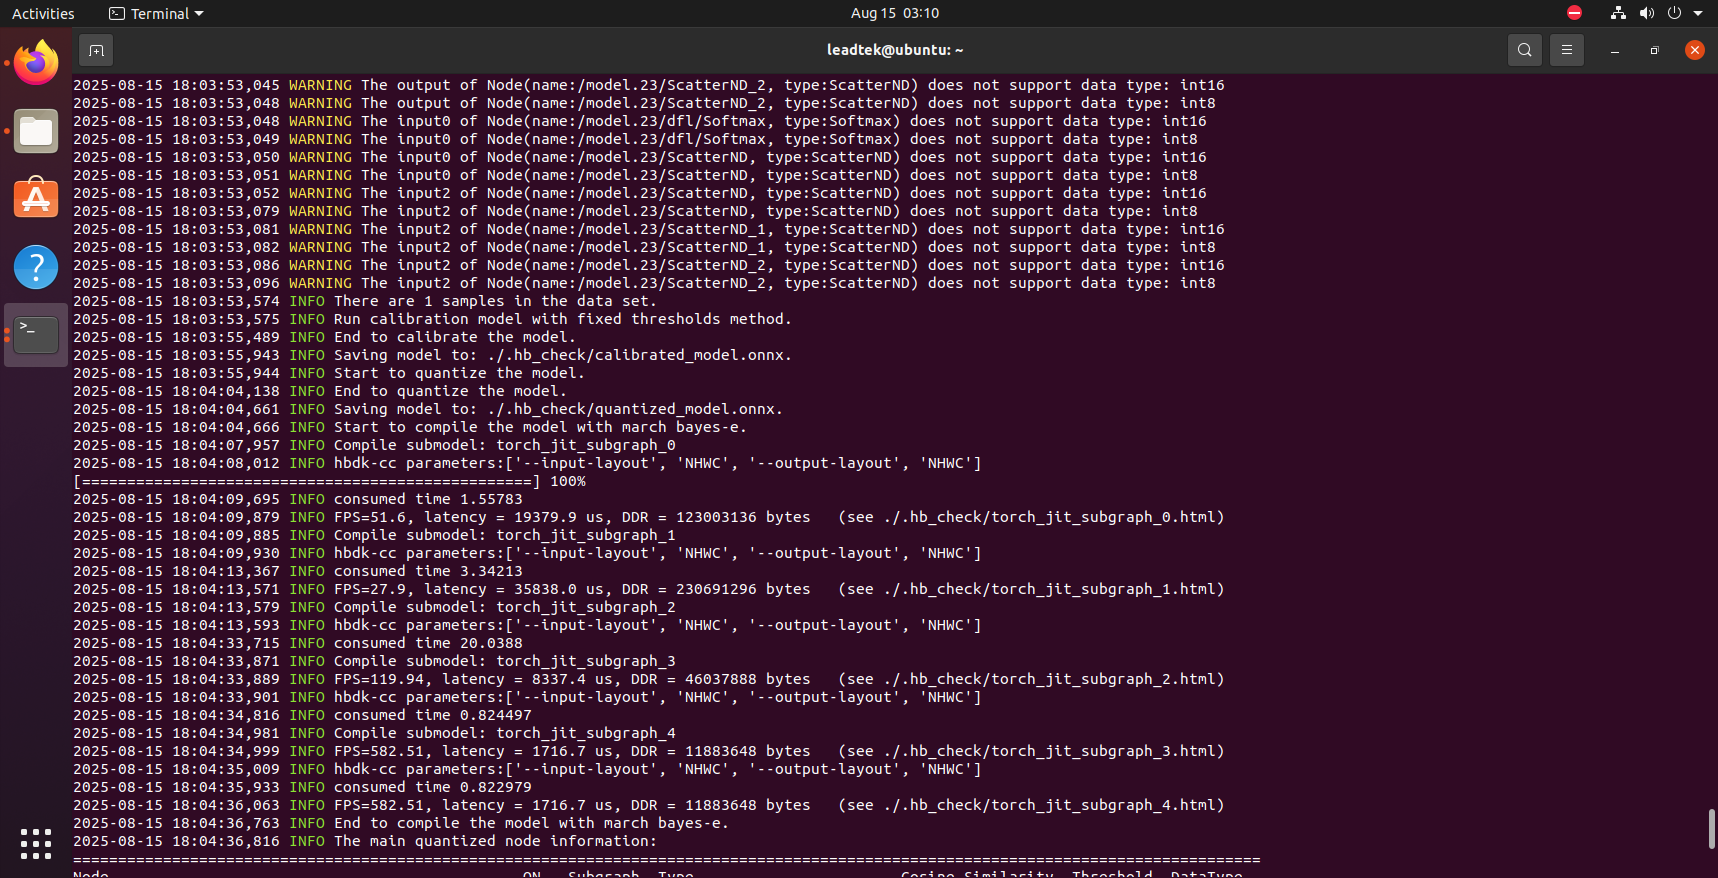 Activities
Terminal
Aug 15 03:10
leadtek@ubuntu: ~
2025-08-15 18:03:53,045 WARNING The output of Node(name:/model.23/ScatterND_2, type:ScatterND) does not support data type: int16
2025-08-15 18:03:53,048 WARNING The output of Node(name:/model.23/ScatterND_2, type:ScatterND) does not support data type: int8
2025-08-15 18:03:53,048 WARNING The input0 of Node(name:/model.23/dfl/Softmax, type:Softmax) does not support data type: int16
2025-08-15 18:03:53,049 WARNING The input0 of Node(name:/model.23/dfl/Softmax, type:Softmax) does not support data type: int8
2025-08-15 18:03:53,050 WARNING The input0 of Node(name:/model.23/ScatterND, type:ScatterND) does not support data type: int16
2025-08-15 18:03:53,051 WARNING The input0 of Node(name:/model.23/ScatterND, type:ScatterND) does not support data type: int8
2025-08-15 18:03:53,052 WARNING The input2 of Node(name:/model.23/ScatterND, type:ScatterND) does not support data type: int16
2025-08-15 18:03:53,079 WARNING The input2 of Node(name:/model.23/ScatterND, type:ScatterND) does not support data type: int8
2025-08-15 18:03:53,081 WARNING The input2 of Node(name:/model.23/ScatterND_1, type:ScatterND) does not support data type: int16
2025-08-15 18:03:53,082 WARNING The input2 of Node(name:/model.23/ScatterND_1, type:ScatterND) does not support data type: int8
2025-08-15 18:03:53,086 WARNING The input2 of Node(name:/model.23/ScatterND_2, type:ScatterND) does not support data type: int16
2025-08-15 18:03:53,096 WARNING The input2 of Node(name:/model.23/ScatterND_2, type:ScatterND) does not support data type: int8
2025-08-15 18:03:53,574 INFO There are 1 samples in the data set.
2025-08-15 18:03:53,575 INFO Run calibration model with fixed thresholds method.
2025-08-15 18:03:55,489 INFO End to calibrate the model.
2025-08-15 18:03:55,943 INFO Saving model to: ./.hb_check/calibrated_model.onnx.
2025-08-15 18:03:55,944 INFO Start to quantize the model.
2025-08-15 18:04:04,138 INFO End to quantize the model.
2025-08-15 18:04:04,661 INFO Saving model to: ./.hb_check/quantized_model.onnx.
2025-08-15 18:04:04,666 INFO Start to compile the model with march bayes-e.
2025-08-15 18:04:07,957 INFO Compile submodel: torch_jit_subgraph_0
2025-08-15 18:04:08,012 INFO hbdk-cc parameters:['--input-layout', 'NHWC', '--output-layout', 'NHWC']
[==================================================] 100%
2025-08-15 18:04:09,695 INFO consumed time 1.55783
2025-08-15 18:04:09,879 INFO FPS=51.6, latency = 19379.9 us, DDR = 123003136 bytes (see ./.hb_check/torch_jit_subgraph_0.html)
2025-08-15 18:04:09,885 INFO Compile submodel: torch_jit_subgraph_1
2025-08-15 18:04:09,930 INFO hbdk-cc parameters:['--input-layout', 'NHWC', '--output-layout', 'NHWC']
2025-08-15 18:04:13,367 INFO consumed time 3.34213
2025-08-15 18:04:13,571 INFO FPS=27.9, latency = 35838.0 us, DDR = 230691296 bytes (see ./.hb_check/torch_jit_subgraph_1.html)
2025-08-15 18:04:13,579 INFO Compile submodel: torch_jit_subgraph_2
2025-08-15 18:04:13,593 INFO hbdk-cc parameters:['--input-layout', 'NHWC', '--output-layout', 'NHWC']
2025-08-15 18:04:33,715 INFO consumed time 20.0388
2025-08-15 18:04:33,871 INFO Compile submodel: torch_jit_subgraph_3
2025-08-15 18:04:33,889 INFO FPS=119.94, latency = 8337.4 us, DDR = 46037888 bytes (see ./.hb_check/torch_jit_subgraph_2.html)
2025-08-15 18:04:33,901 INFO hbdk-cc parameters:['--input-layout', 'NHWC', '--output-layout', 'NHWC']
2025-08-15 18:04:34,816 INFO consumed time 0.824497
2025-08-15 18:04:34,981 INFO Compile submodel: torch_jit_subgraph_4
2025-08-15 18:04:34,999 INFO FPS=582.51, latency = 1716.7 us, DDR = 11883648 bytes (see ./.hb_check/torch_jit_subgraph_3.html)
2025-08-15 18:04:35,009 INFO hbdk-cc parameters:['--input-layout', 'NHWC', '--output-layout', 'NHWC']
2025-08-15 18:04:35,933 INFO consumed time 0.822979
2025-08-15 18:04:36,063 INFO FPS=582.51, latency = 1716.7 us, DDR = 11883648 bytes (see ./.hb_check/torch_jit_subgraph_4.html)
2025-08-15 18:04:36,763 INFO End to compile the model with march bayes-e.
2025-08-15 18:04:36,816 INFO The main quantized node information:
====================================================================================================================================
Node ON Subgraph Type Cosine Similarity Threshold DataType